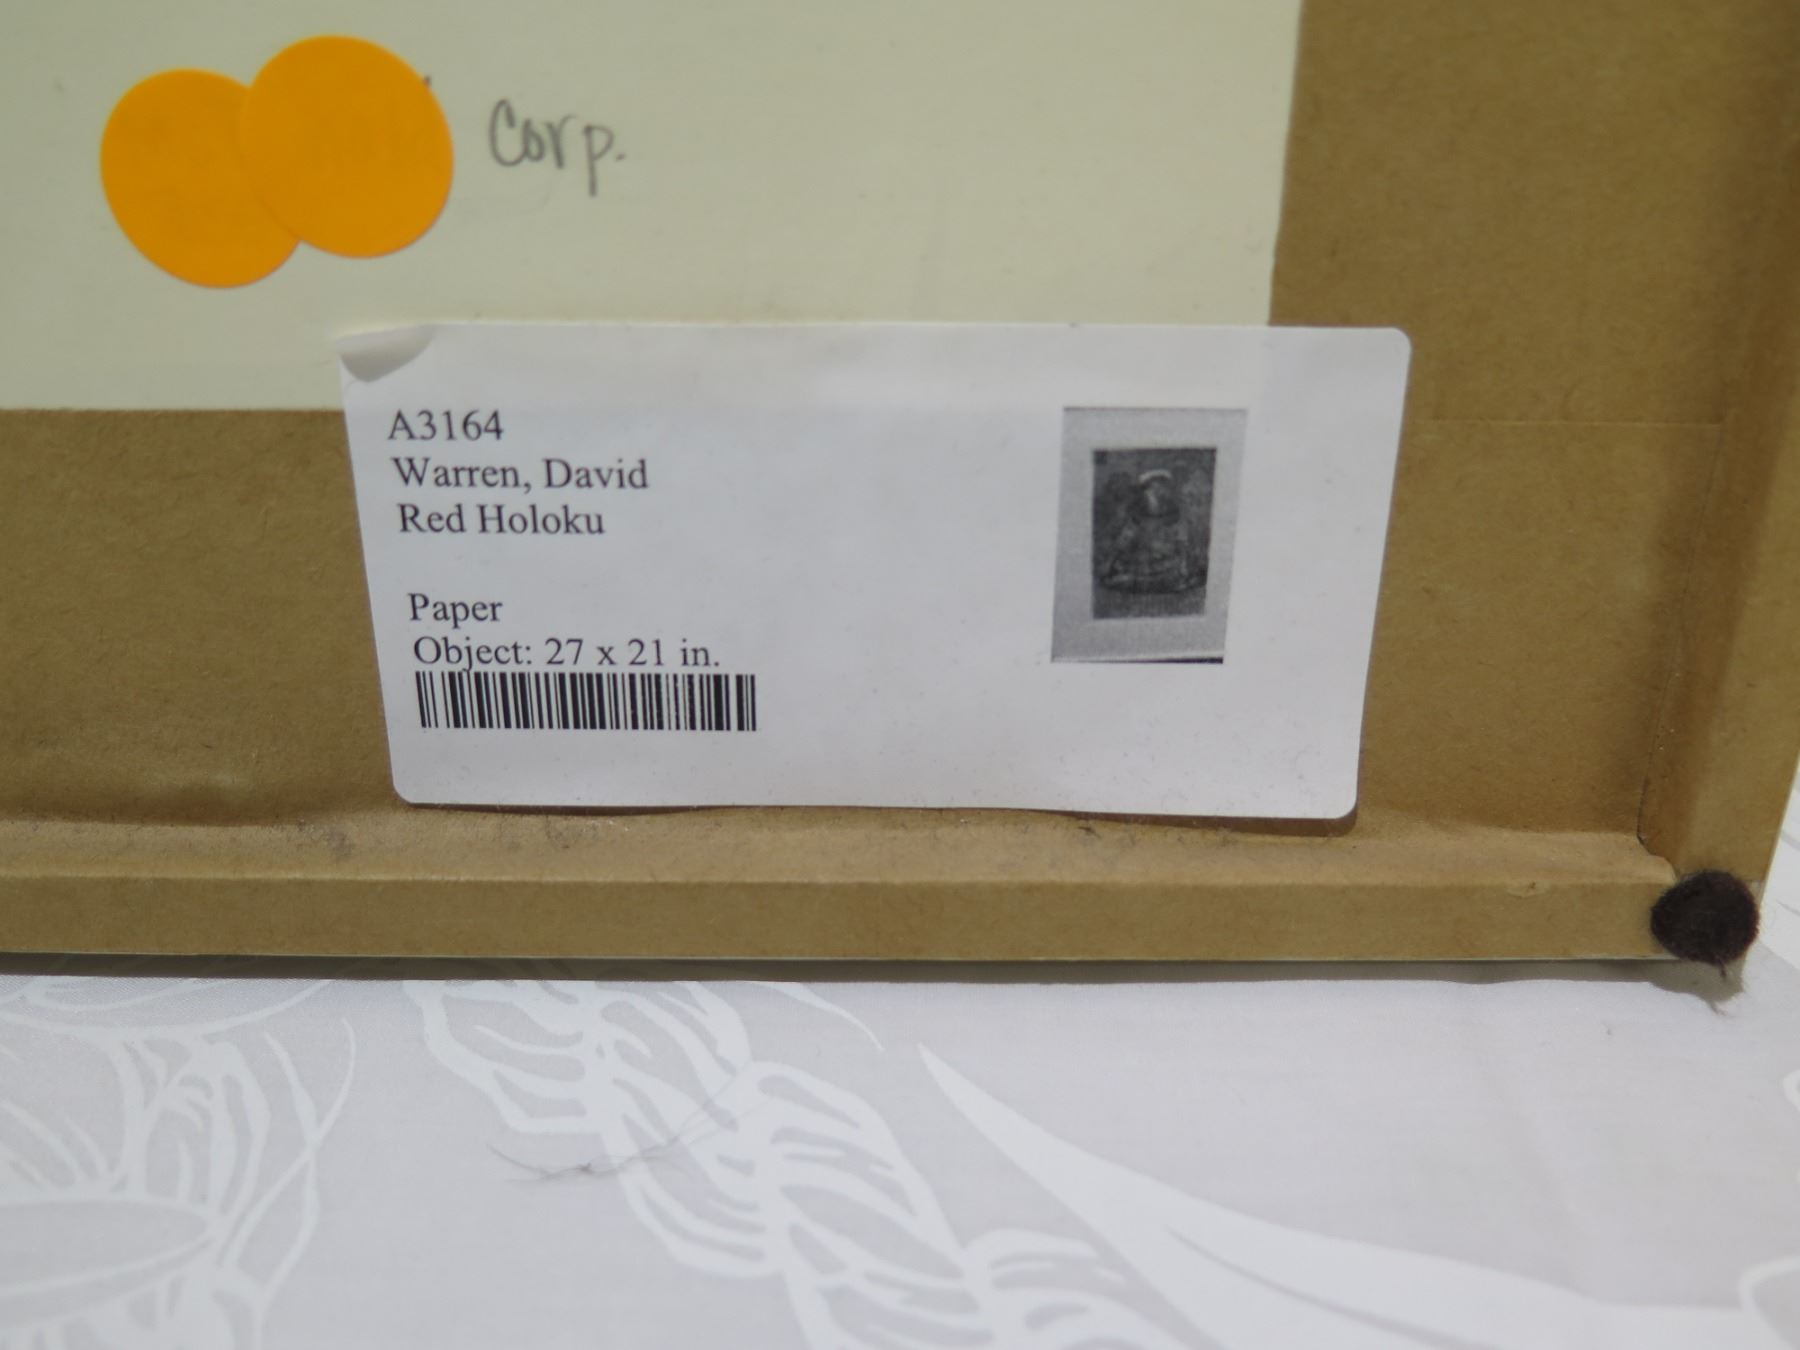 Corp.
A3164
Warren, David
Red Holoku
Paper
Object: 27 x 21 in.